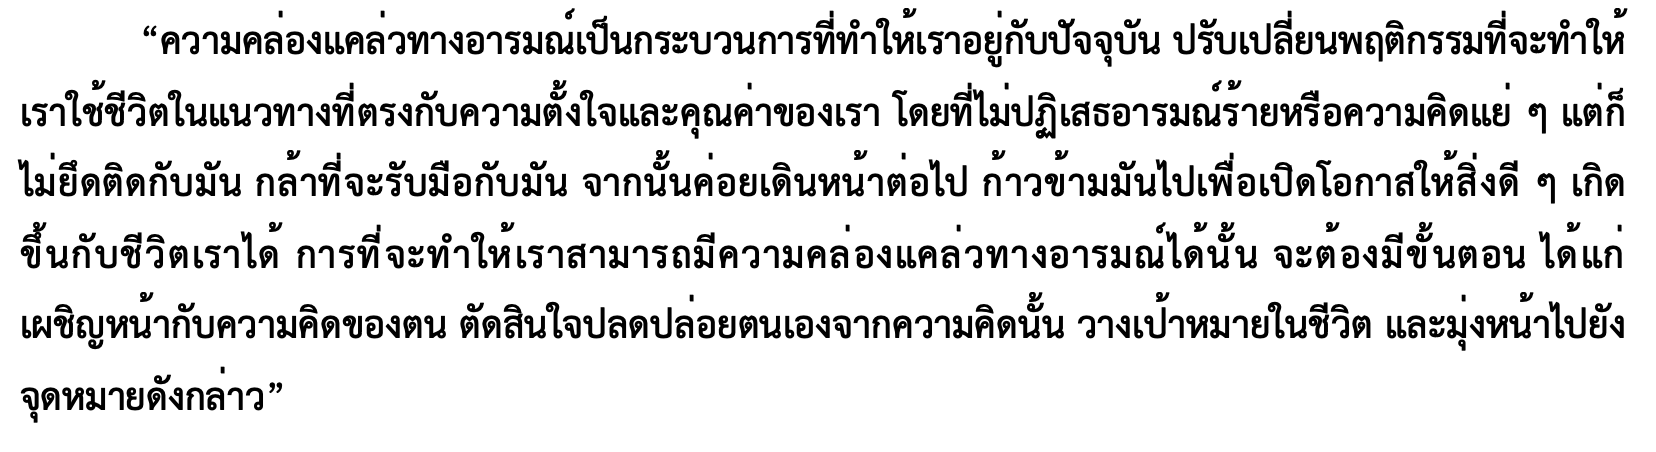 “ความคล่องแคล่วทางอารมณ์เป็นกระบวนการที่ทำให้เราอยู่กับปัจจุบัน ปรับเปลี่ยนพฤติกรรมที่จะทำให้
เราใช้ชีวิตในแนวทางที่ตรงกับความตั้งใจและคุณค่าของเรา โดยที่ไม่ปฏิเสธอารมณ์ร้ายหรือความคิดแย่ ๆ แต่ก็
ไม่ยึดติดกับมัน กล้าที่จะรับมือกับมัน จากนั้นค่อยเดินหน้าต่อไป ก้าวข้ามมันไปเพื่อเปิดโอกาสให้สิ่งดี ๆ เกิด
ขึ้นกับชีวิตเราได้ การที่จะทำให้เราสามารถมีความคล่องแคล่วทางอารมณ์ได้นั้น จะต้องมีขั้นตอน ได้แก่
เผชิญหน้ากับความคิดของตน ตัดสินใจปลดปล่อยตนเองจากความคิดนั้น วางเป้าหมายในชีวิต และมุ่งหน้าไปยัง
จุดหมายดังกล่าว”